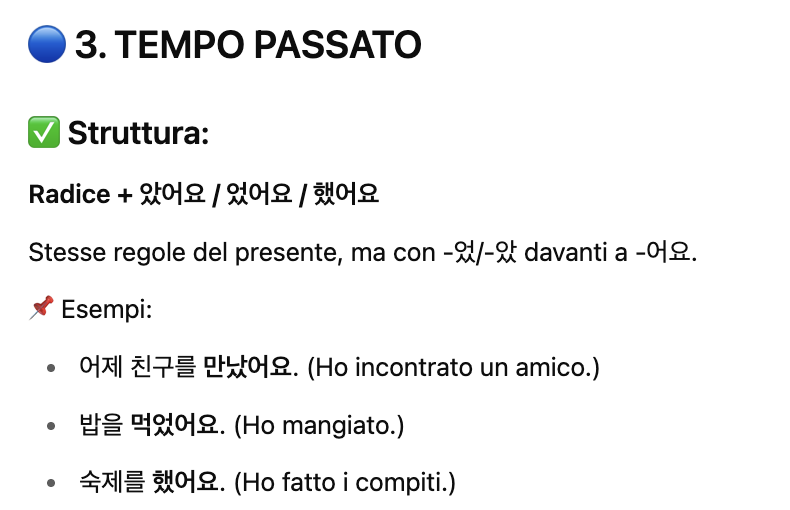 🔵 3. TEMPO PASSATO
✅ Struttura:
Radice + 았어요 / 었어요 / 했어요
Stesse regole del presente, ma con -었/-았 davanti a -어요.
📌 Esempi:
• 어제 친구를 만났어요. (Ho incontrato un amico.)
• 밥을 먹었어요. (Ho mangiato.)
• 숙제를 했어요. (Ho fatto i compiti.)